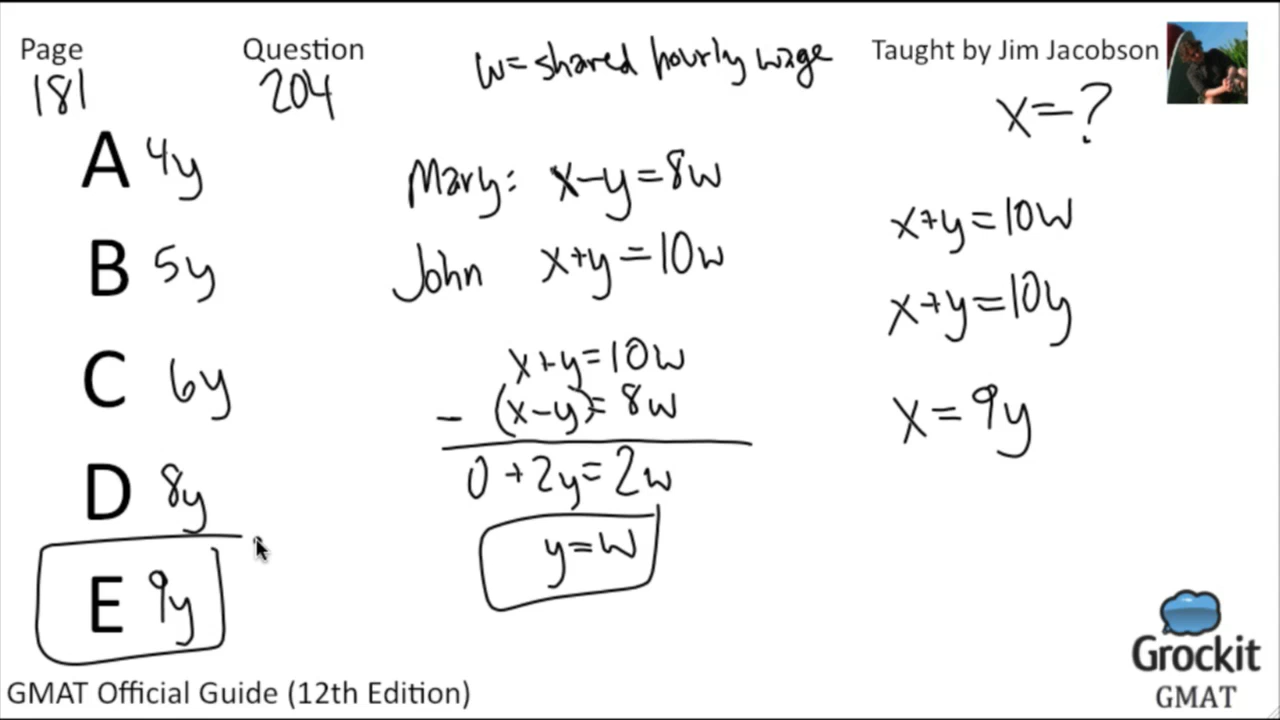 Page
181
Question
204
w=shared hourly wage
Taught by Jim Jacobson
x=?
A 4y
B 5y
C 6y
D 8y
E 9y
Mary: x-y=8w
John x+y=10w
x+y=10w
- (x-y)=8w
0+2y=2w
y=w
x+y=10w
x+y=10y
x=9y
GMAT Official Guide (12th Edition)
Grockit
GMAT